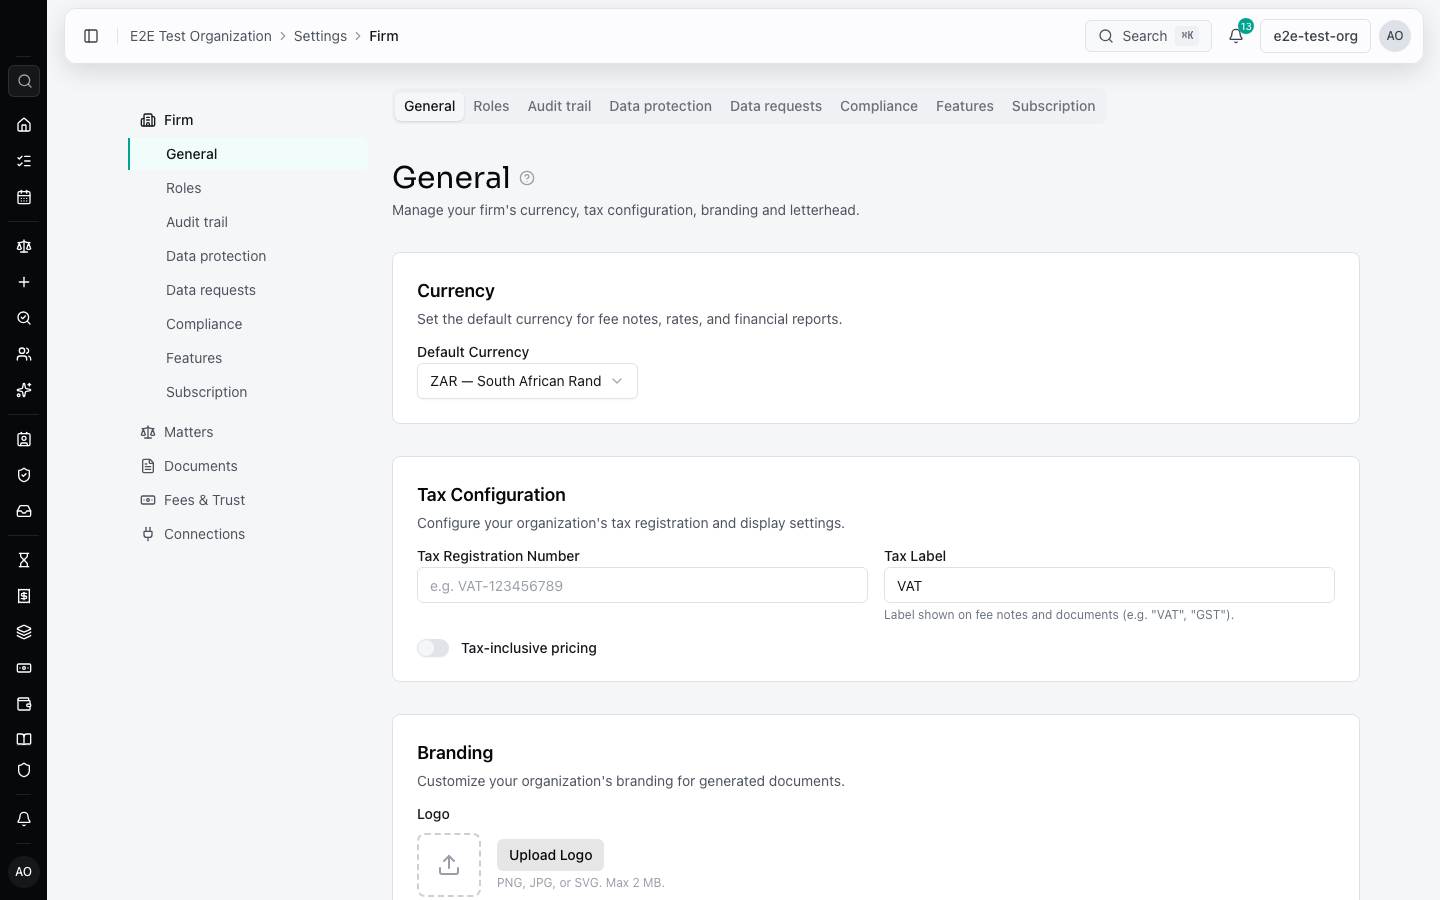 E2E Test Organization > Settings > Firm
Search ⌘K
13
e2e-test-org
AO
Firm
General
Roles
Audit trail
Data protection
Data requests
Compliance
Features
Subscription
Matters
Documents
Fees & Trust
Connections
General Roles Audit trail Data protection Data requests Compliance Features Subscription
General
Manage your firm's currency, tax configuration, branding and letterhead.
Currency
Set the default currency for fee notes, rates, and financial reports.
Default Currency
ZAR — South African Rand
Tax Configuration
Configure your organization's tax registration and display settings.
Tax Registration Number
e.g. VAT-123456789
Tax Label
VAT
Label shown on fee notes and documents (e.g. "VAT", "GST").
Tax-inclusive pricing
Branding
Customize your organization's branding for generated documents.
Logo
Upload Logo
PNG, JPG, or SVG. Max 2 MB.
AO